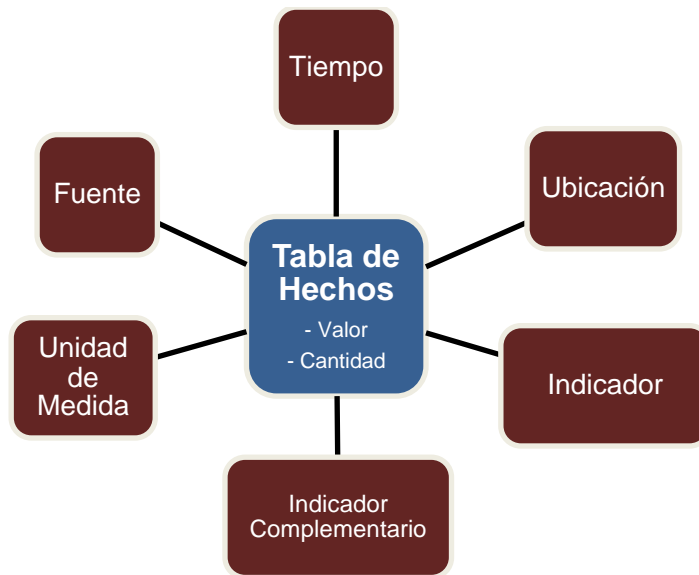 Tiempo
Fuente
Ubicación
Tabla de
Hechos
- Valor
- Cantidad
Unidad
de
Medida
Indicador
Indicador
Complementario